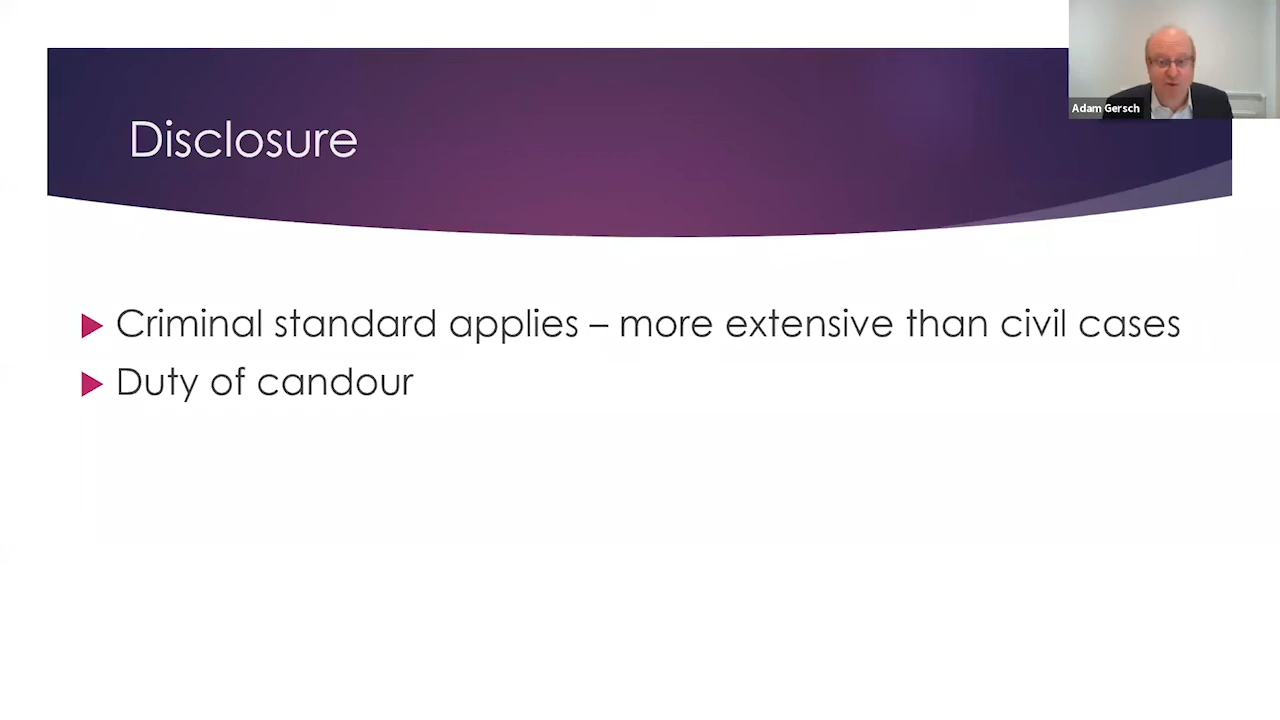 Adam Gersch
Disclosure
Criminal standard applies – more extensive than civil cases
Duty of candour